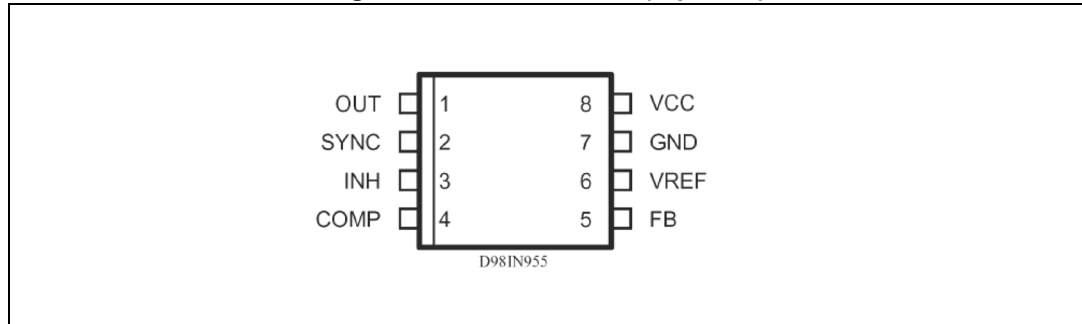 OUT 1 8 VCC
SYNC 2 7 GND
INH 3 6 VREF
COMP 4 5 FB
D98IN955